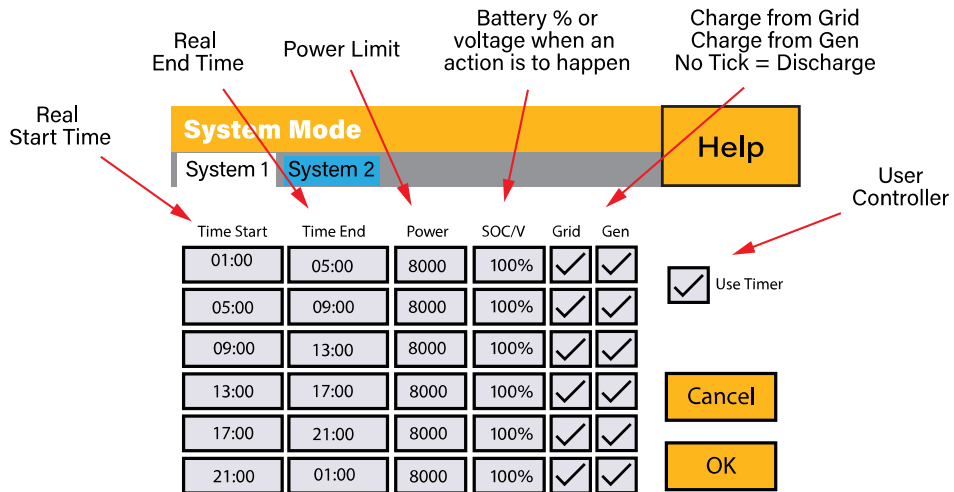 Real
Start Time
Real
End Time
Power Limit
Battery % or
voltage when an
action is to happen
Charge from Grid
Charge from Gen
No Tick = Discharge
User
Controller
System Mode
Help
System 1 System 2
Time Start Time End Power SOC/V Grid Gen
01:00 05:00 8000 100%
05:00 09:00 8000 100%
09:00 13:00 8000 100%
13:00 17:00 8000 100%
17:00 21:00 8000 100%
21:00 01:00 8000 100%
Use Timer
Cancel
OK